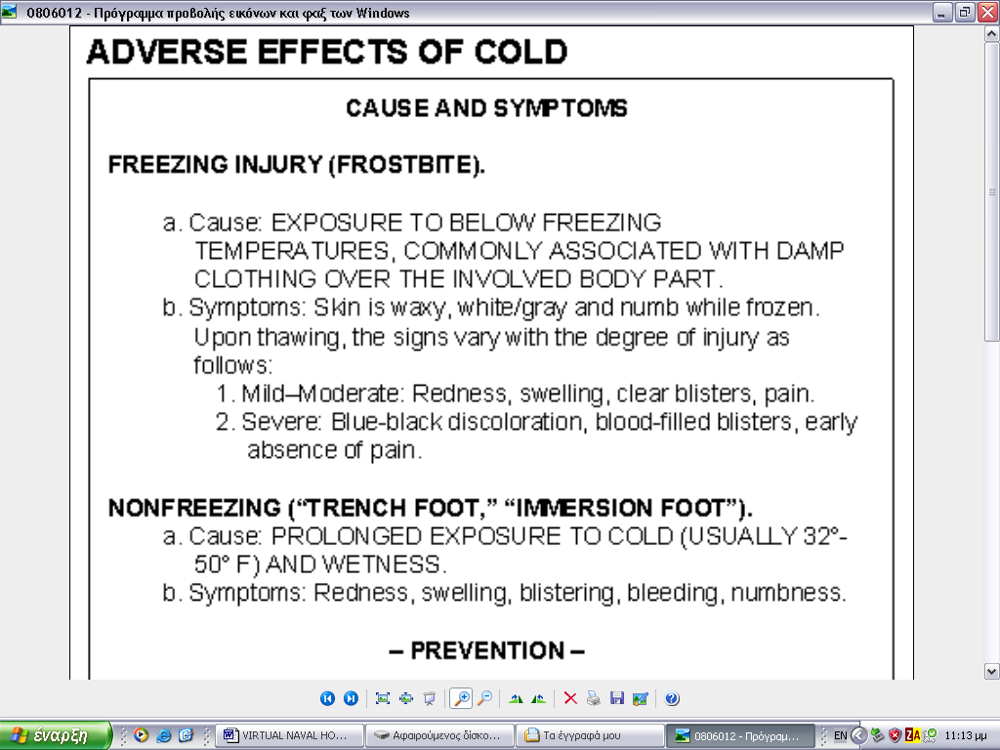 0806012 - Πρόγραμμα προβολής εικόνων και φαξ των Windows
ADVERSE EFFECTS OF COLD
CAUSE AND SYMPTOMS
FREEZING INJURY (FROSTBITE).
a. Cause: EXPOSURE TO BELOW FREEZING
TEMPERATURES, COMMONLY ASSOCIATED WITH DAMP
CLOTHING OVER THE INVOLVED BODY PART.
b. Symptoms: Skin is waxy, white/gray and numb while frozen.
Upon thawing, the signs vary with the degree of injury as
follows:
1. Mild–Moderate: Redness, swelling, clear blisters, pain.
2. Severe: Blue-black discoloration, blood-filled blisters, early
absence of pain.
NONFREEZING (“TRENCH FOOT,” “IMMERSION FOOT”).
a. Cause: PROLONGED EXPOSURE TO COLD (USUALLY 32°-
50° F) AND WETNESS.
b. Symptoms: Redness, swelling, blistering, bleeding, numbness.
– PREVENTION –
έναρξη VIRTUAL NAVAL HO... Αφαιρούμενος δίσκο... Τα έγγραφά μου 0806012 - Πρόγραμ... EN ZA 11:13 μμ